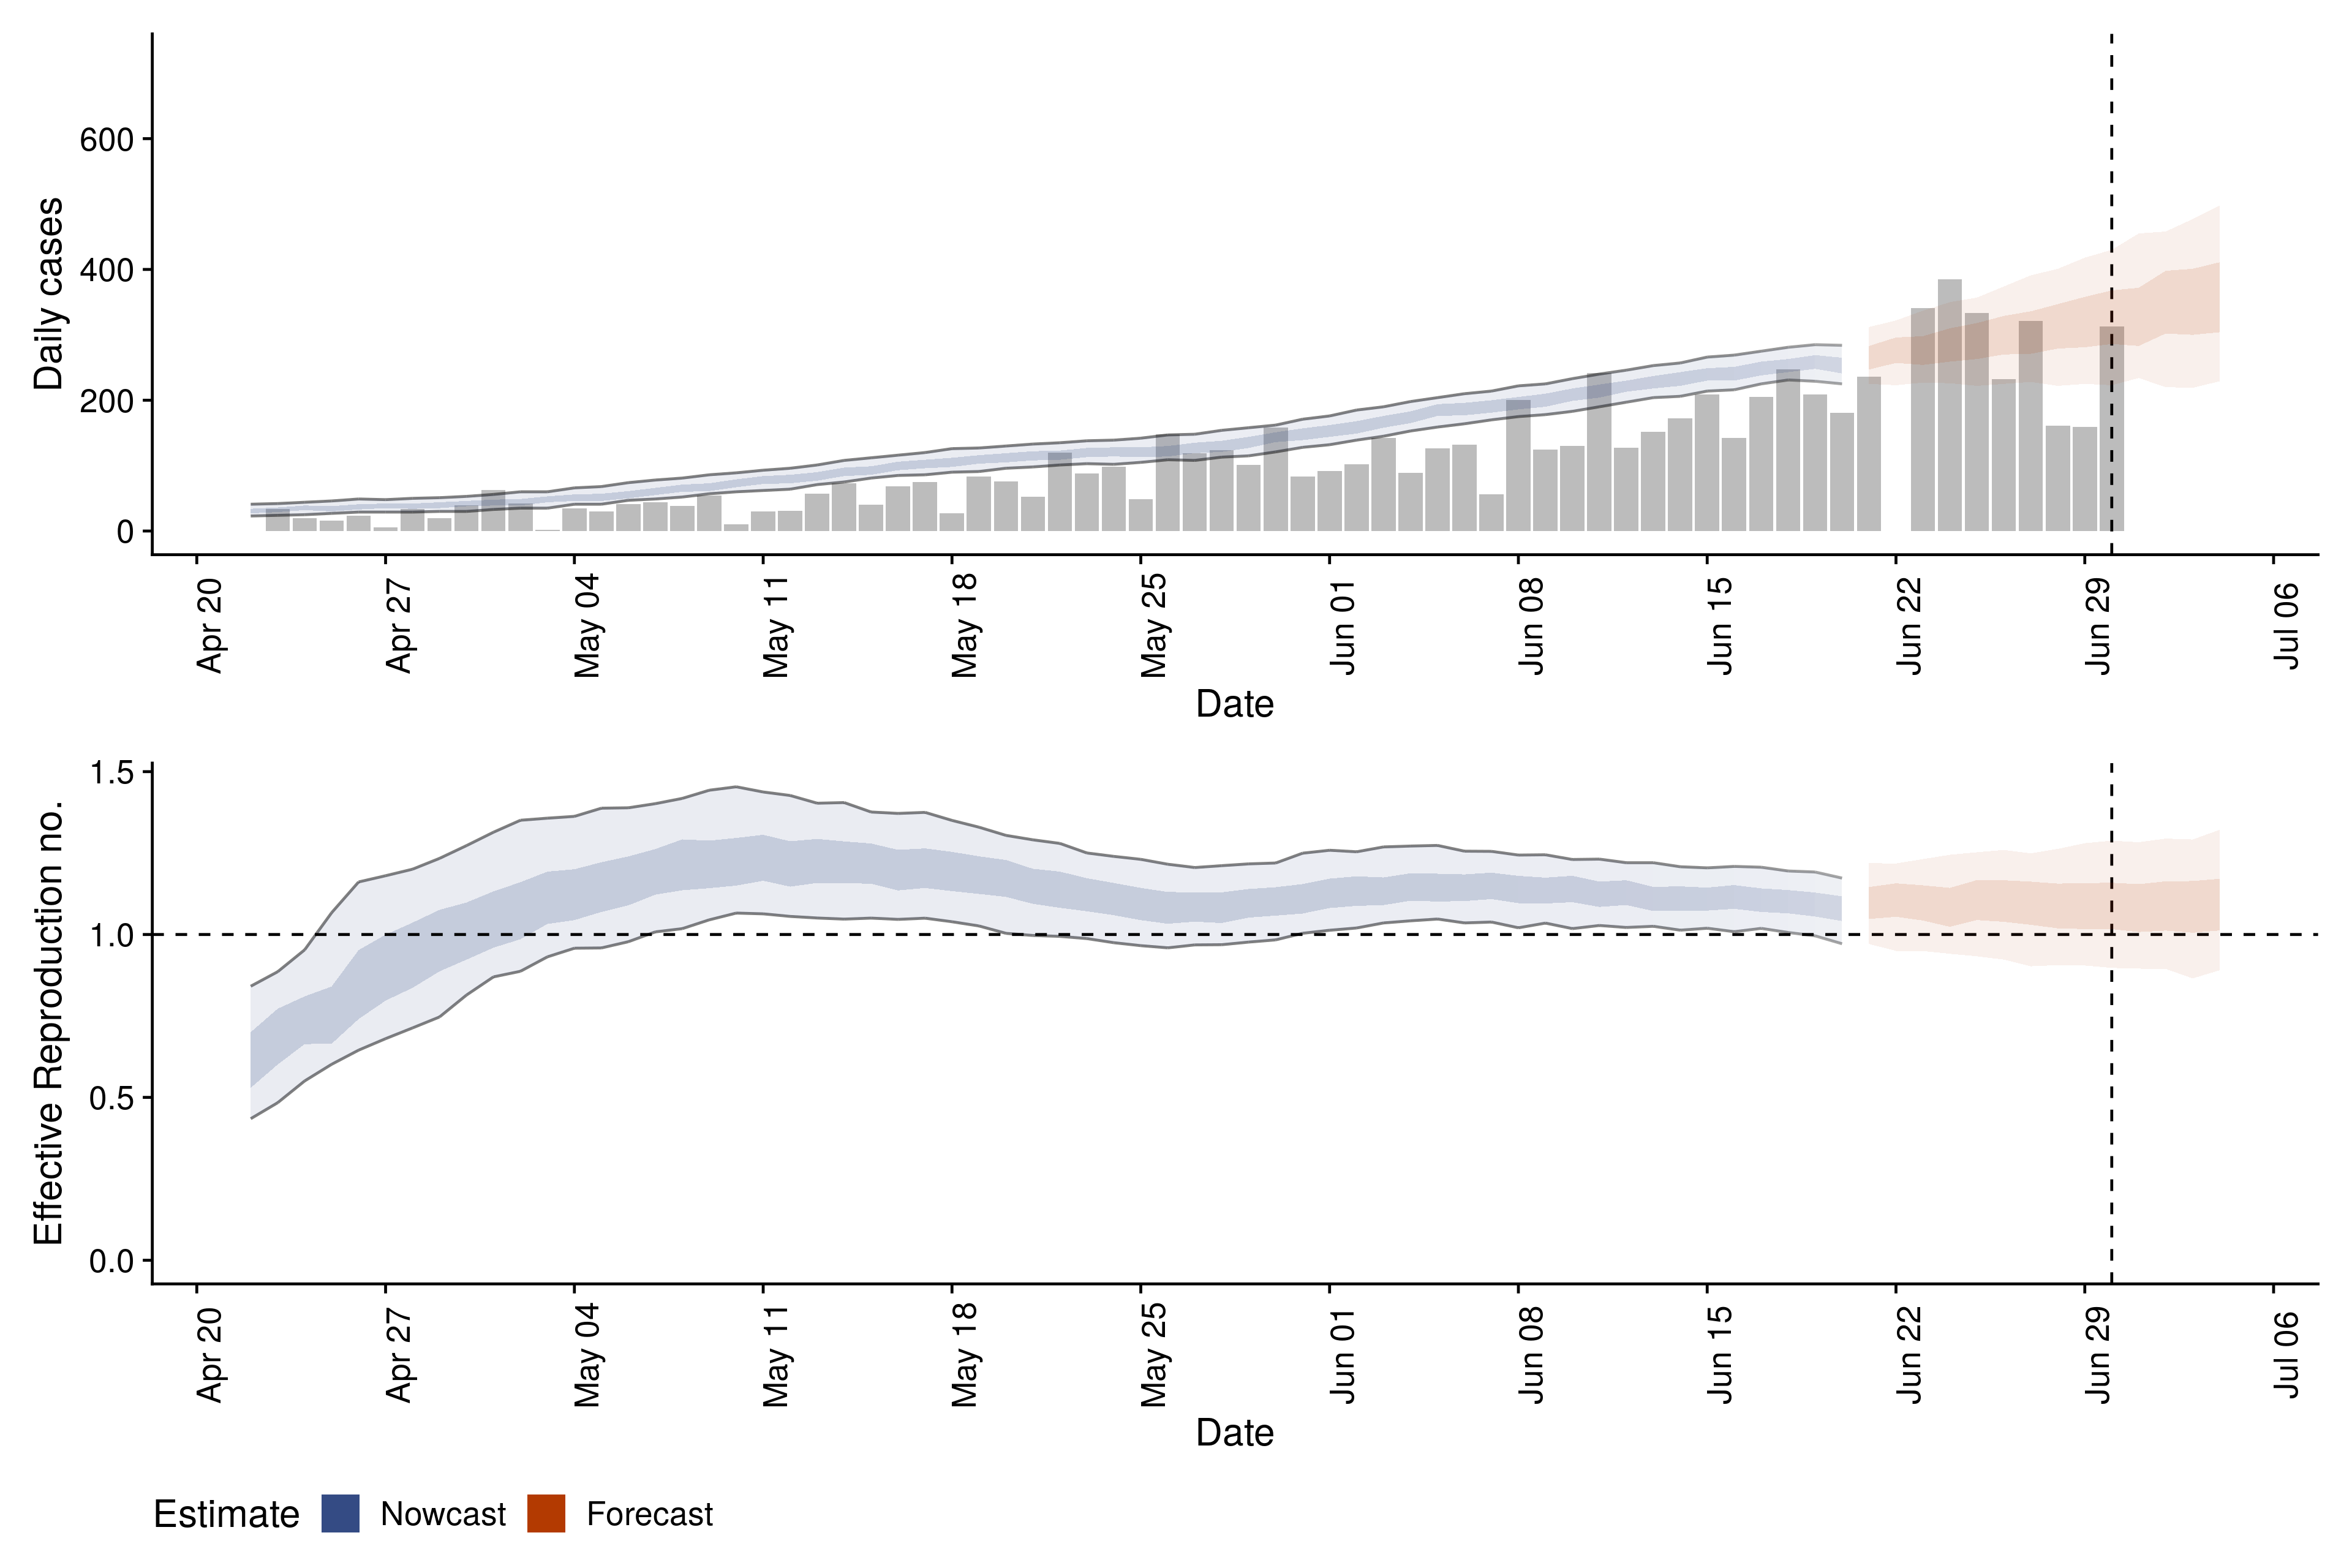 Daily cases
600
400
200
0
Apr 20
Apr 27
May 04
May 11
May 18
May 25
Jun 01
Jun 08
Jun 15
Jun 22
Jun 29
Jul 06
Date
Effective Reproduction no.
1.5
1.0
0.5
0.0
Apr 20
Apr 27
May 04
May 11
May 18
May 25
Jun 01
Jun 08
Jun 15
Jun 22
Jun 29
Jul 06
Date
Estimate Nowcast Forecast